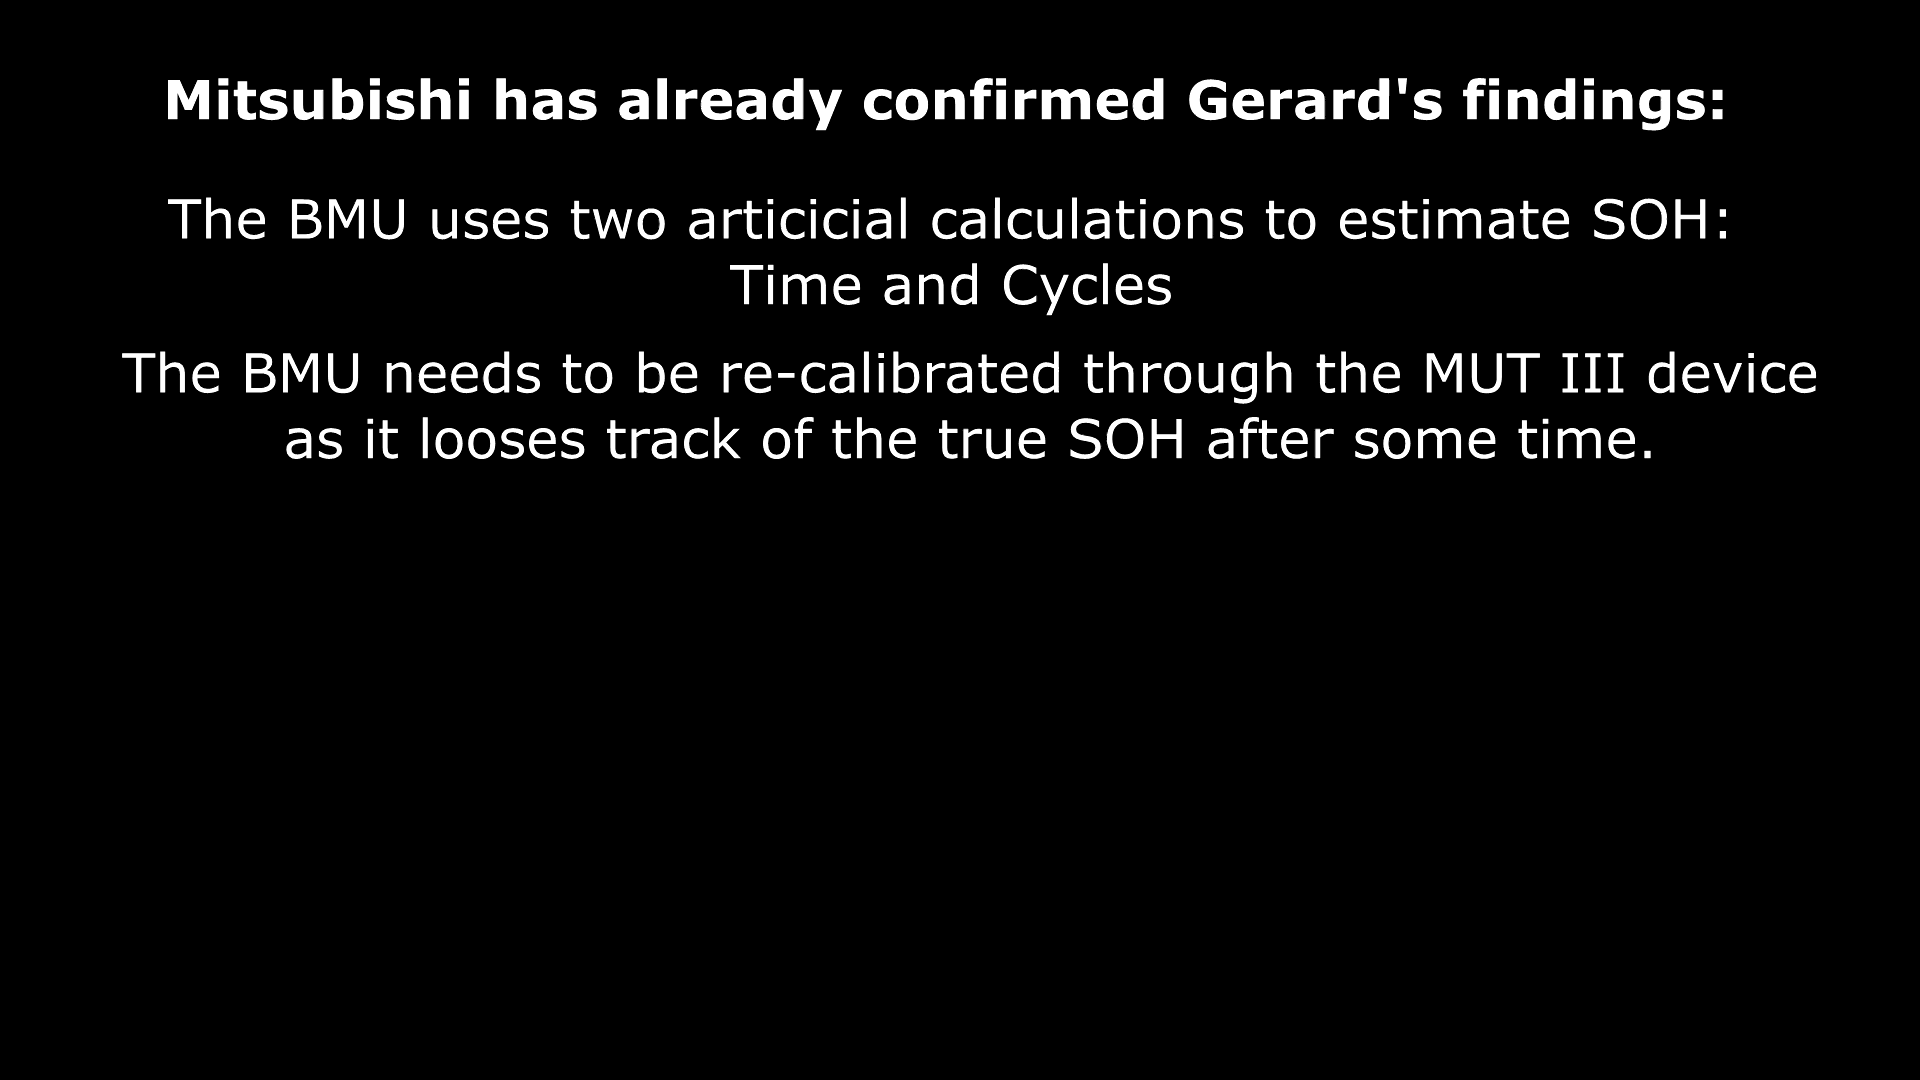 Mitsubishi has already confirmed Gerard's findings:
The BMU uses two articicial calculations to estimate SOH:
Time and Cycles
The BMU needs to be re-calibrated through the MUT III device
as it looses track of the true SOH after some time.